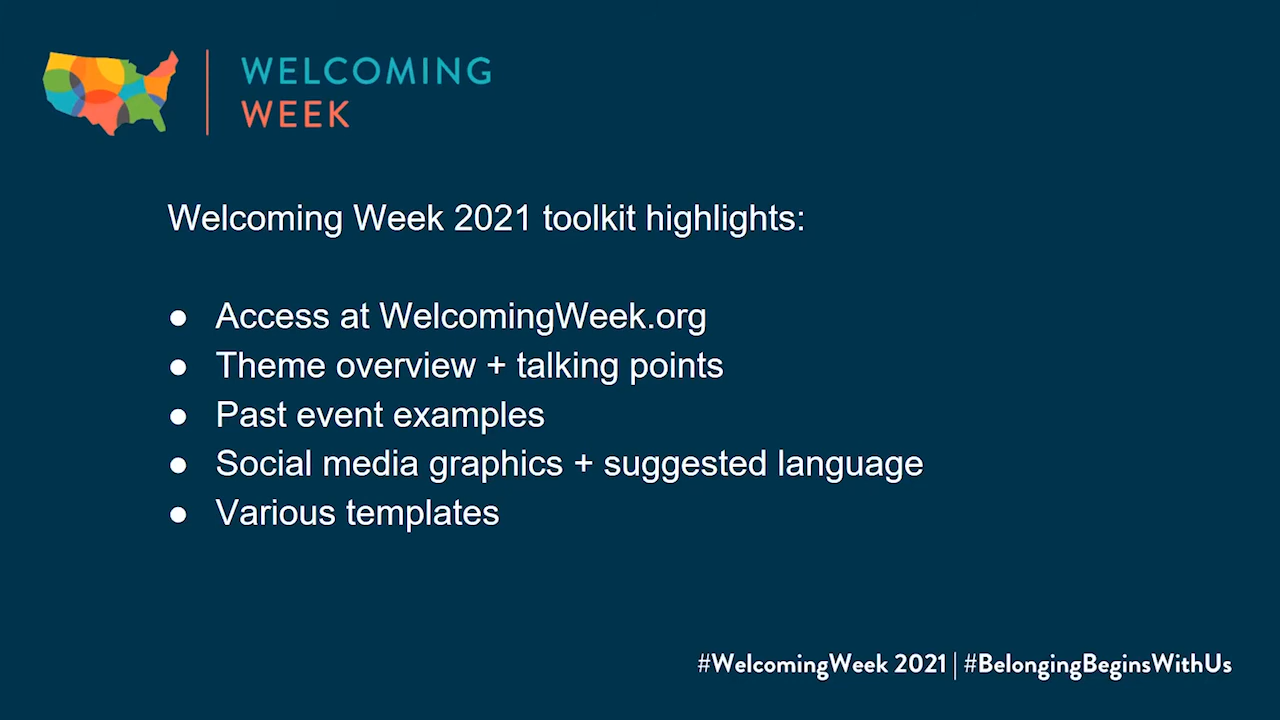 WELCOMING
WEEK
Welcoming Week 2021 toolkit highlights:
● Access at WelcomingWeek.org
● Theme overview + talking points
● Past event examples
● Social media graphics + suggested language
● Various templates
#WelcomingWeek 2021 | #BelongingBeginsWithUs